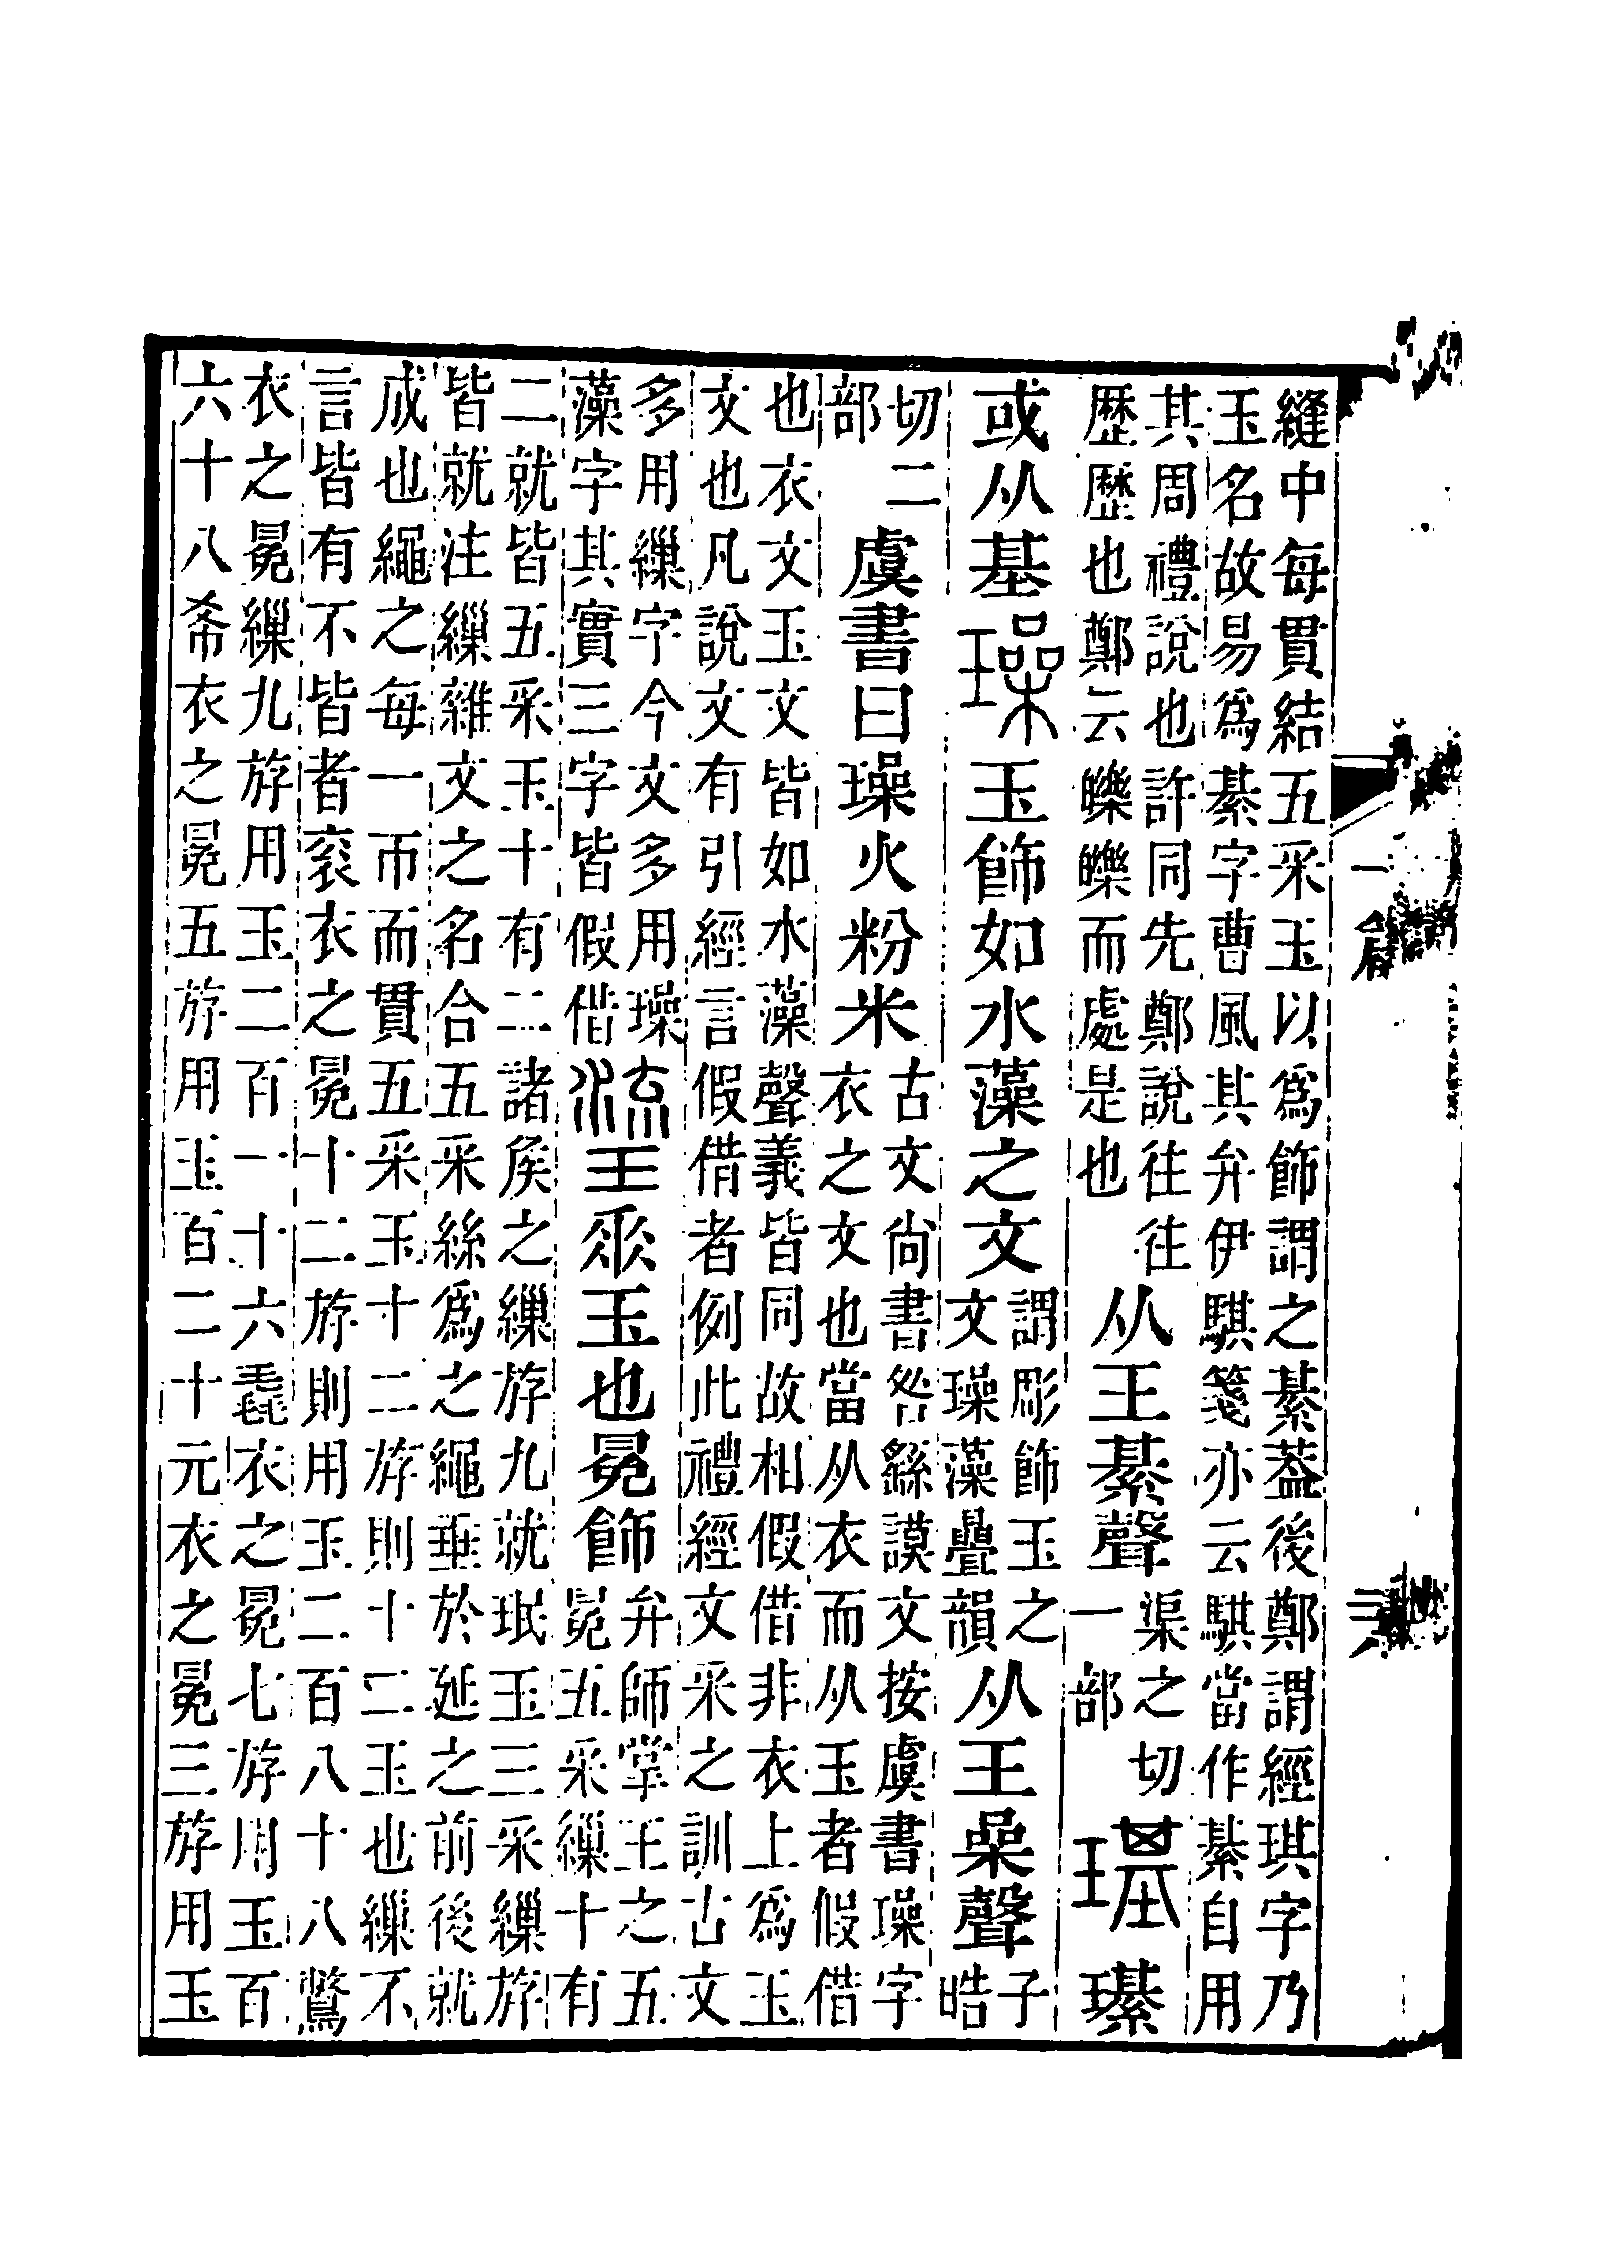 縫中每貫結五采玉以爲飾謂之綦葢後鄭謂經琪字乃
玉名故易爲綦字曹風其弁伊騏箋亦云騏當作綦自用
其周禮說也許同先鄭說往往
歷歷也鄭云皪皪而處是也
从王綦聲
渠之切
一部
璂
𤪌
或从基
璪
玉飾如水藻之文
謂彫飾玉之
文璪藻疊韻
从王喿聲
子
晧
切二
部
虞書曰璪火粉米
古文尚書咎繇謨文按虞書璪字
衣之文也當从衣而从玉者假借
也衣文玉文皆如水藻聲義皆同故相假借非衣上爲玉
文也凡說文有引經言假借者例此禮經文采之訓古文
多用繅字今文多用璪
藻字其實三字皆假借
瑬
𠂹玉也冕飾
弁師掌王之五
冕五采繅十有
二就皆五采玉十有二諸矦之繅斿九就珉玉三采繅斿
皆就注繅雜文之名合五采絲爲之繩垂於延之前後就
成也繩之每一帀而貫五采玉十二斿則十二玉也繅不
言皆有不皆者袞衣之冕十二斿則用玉二百八十八鷩
衣之冕繅九斿用玉二百一十六毳衣之冕七斿用玉百
六十八希衣之冕五斿用玉百二十元衣之冕三斿用玉